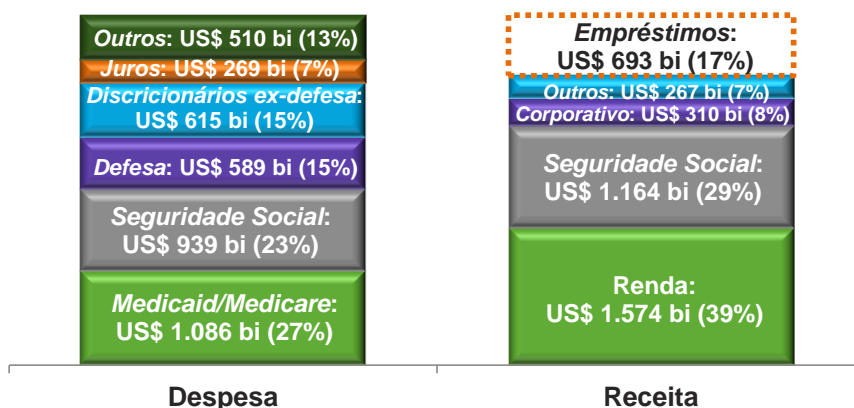 Outros: US$ 510 bi (13%)
Juros: US$ 269 bi (7%)
Discricionários ex-defesa:
US$ 615 bi (15%)
Defesa: US$ 589 bi (15%)
Seguridade Social:
US$ 939 bi (23%)
Medicaid/Medicare:
US$ 1.086 bi (27%)
Despesa
Empréstimos:
US$ 693 bi (17%)
Outros: US$ 267 bi (7%)
Corporativo: US$ 310 bi (8%)
Seguridade Social:
US$ 1.164 bi (29%)
Renda:
US$ 1.574 bi (39%)
Receita